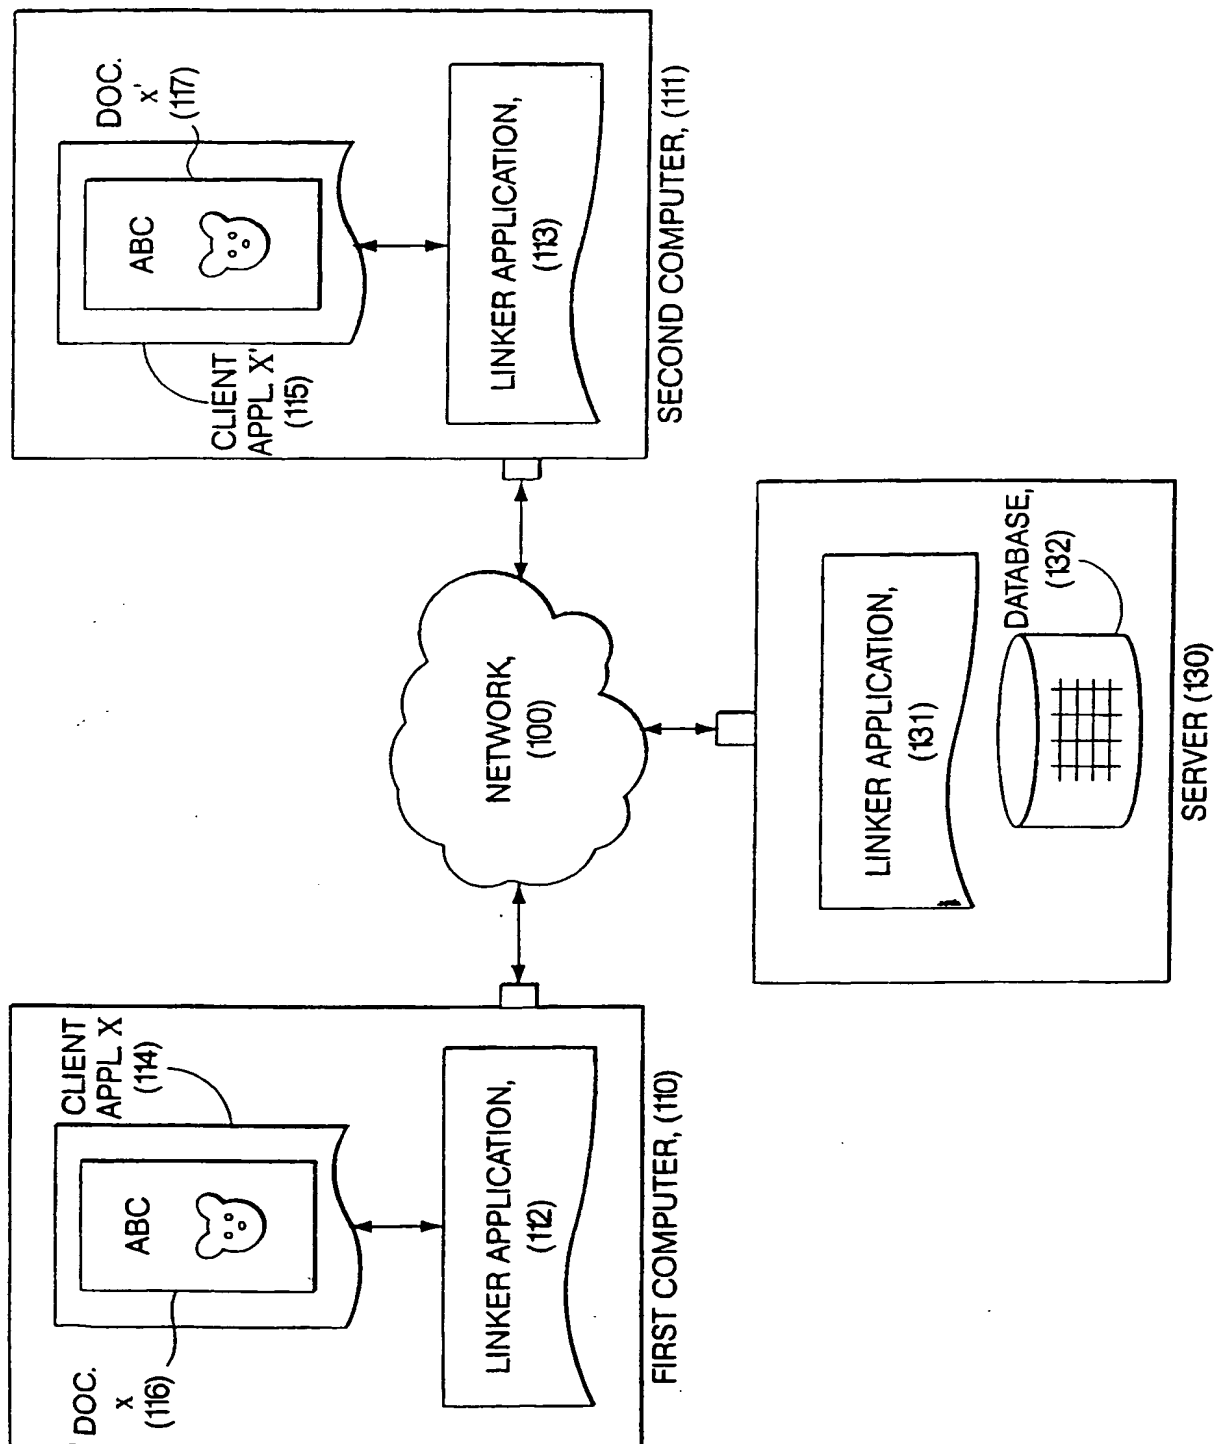 DOC.
x
(116)
CLIENT
APPL. X
(114)
ABC
LINKER APPLICATION,
(112)
FIRST COMPUTER, (110)
NETWORK,
(100)
LINKER APPLICATION,
(131)
DATABASE,
(132)
SERVER (130)
CLIENT
APPL. X'
(115)
DOC.
x'
(117)
ABC
LINKER APPLICATION,
(113)
SECOND COMPUTER, (111)